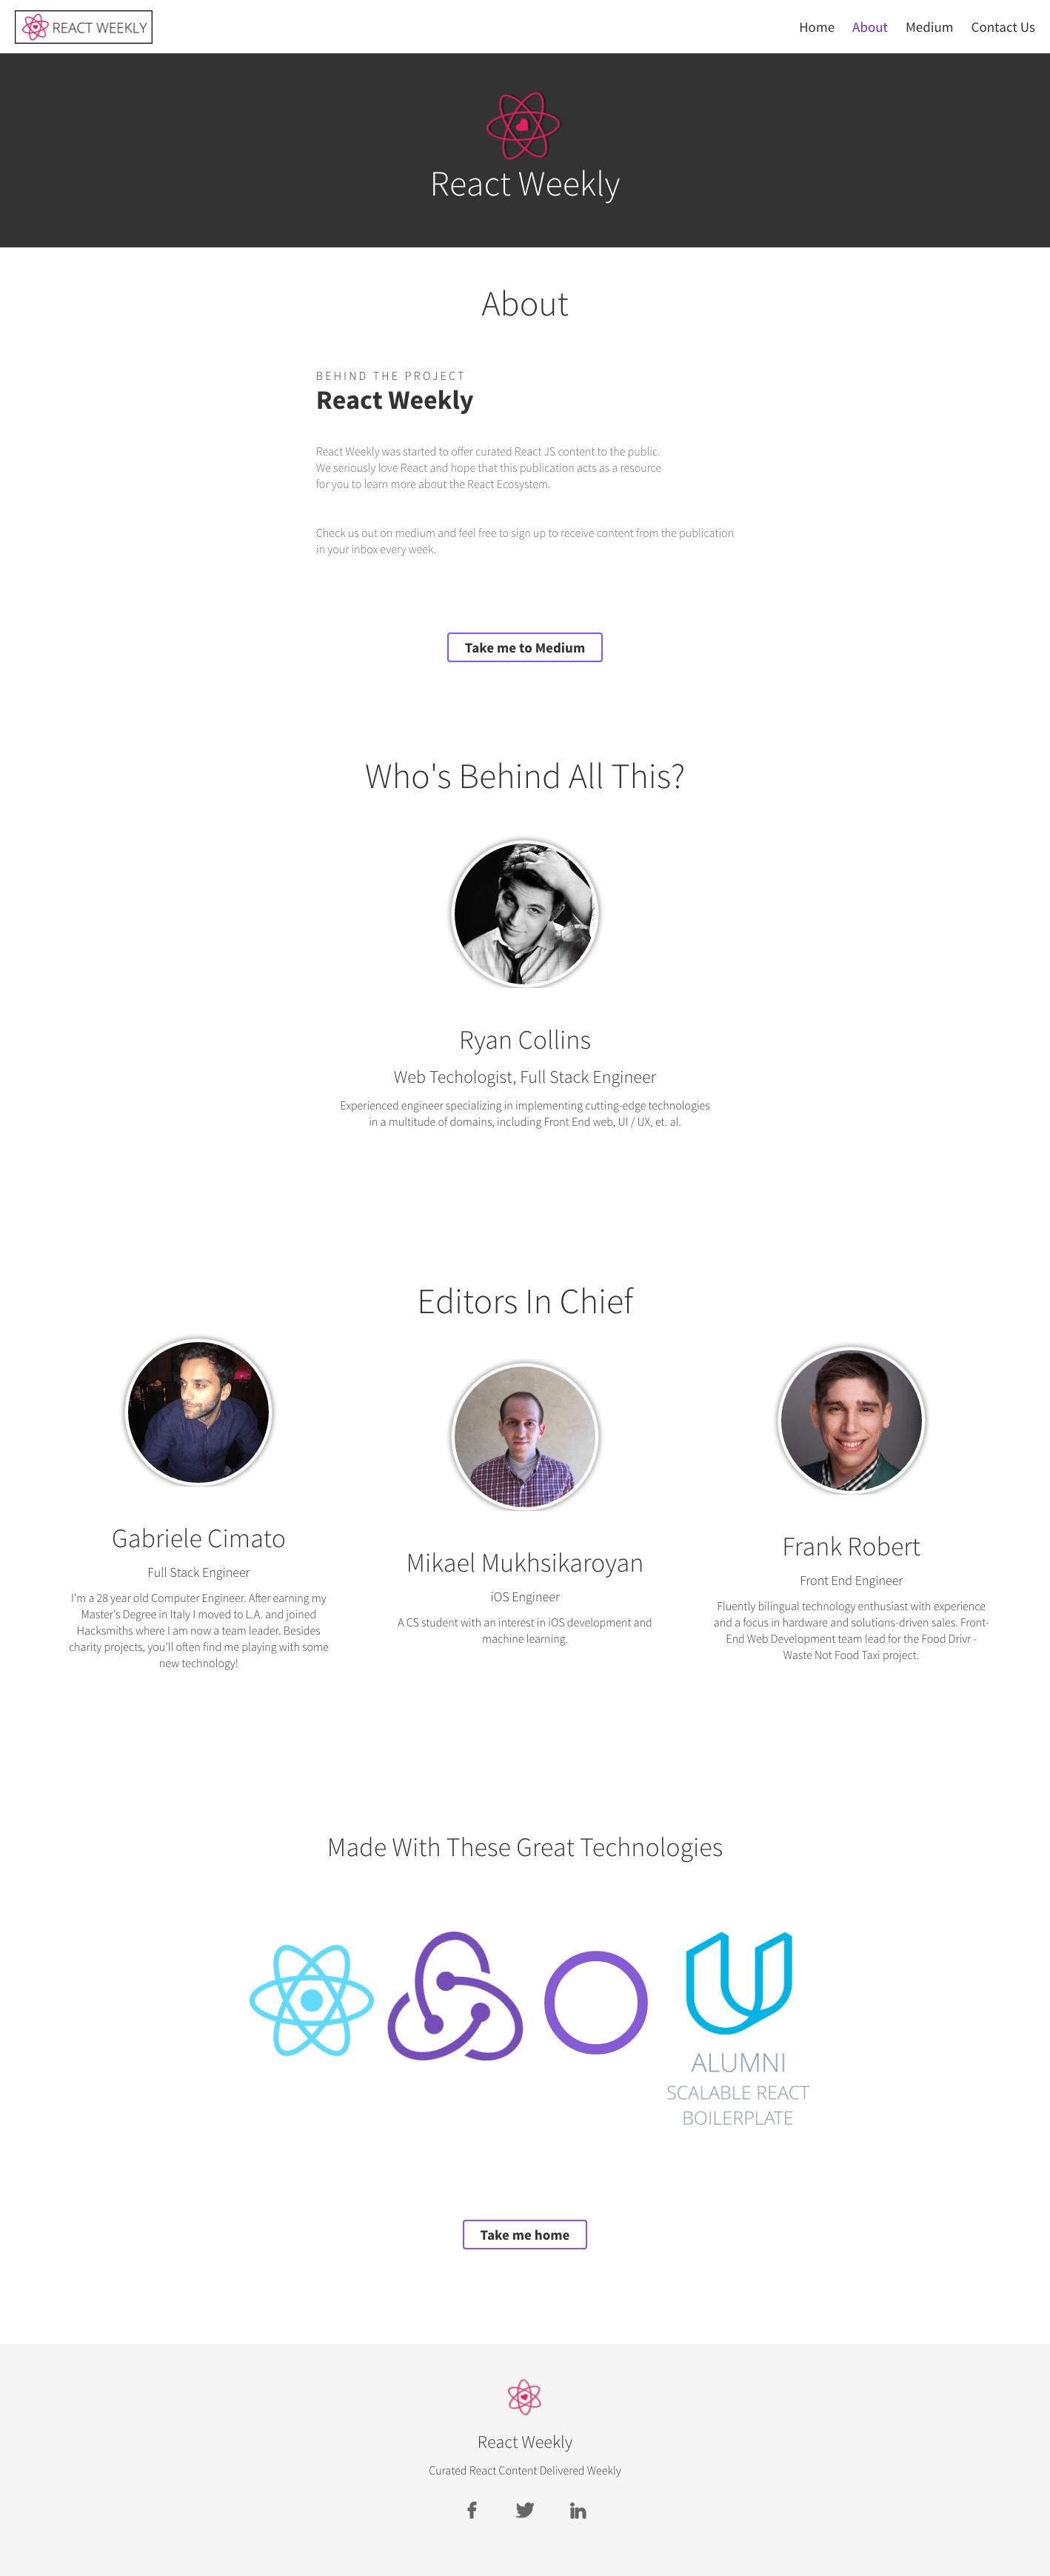 REACT WEEKLY
Home About Medium Contact Us
React Weekly
About
BEHIND THE PROJECT
React Weekly
React Weekly was started to offer curated React JS content to the public.
We seriously love React and hope that this publication acts as a resource
for you to learn more about the React Ecosystem.
Check us out on medium and feel free to sign up to receive content from the publication
in your inbox every week.
Take me to Medium
Who's Behind All This?
Ryan Collins
Web Techologist, Full Stack Engineer
Experienced engineer specializing in implementing cutting-edge technologies
in a multitude of domains, including Front End web, UI / UX, et. al.
Editors In Chief
Gabriele Cimato
Full Stack Engineer
I'm a 28 year old Computer Engineer. After earning my
Master's Degree in Italy I moved to L.A. and joined
Hacksmiths where I am now a team leader. Besides
charity projects, you'll often find me playing with some
new technology!
Mikael Mukhsikaroyan
iOS Engineer
A CS student with an interest in iOS development and
machine learning.
Frank Robert
Front End Engineer
Fluently bilingual technology enthusiast with experience
and a focus in hardware and solutions-driven sales. Front-
End Web Development team lead for the Food Drivr -
Waste Not Food Taxi project.
Made With These Great Technologies
ALUMNI
SCALABLE REACT
BOILERPLATE
Take me home
React Weekly
Curated React Content Delivered Weekly